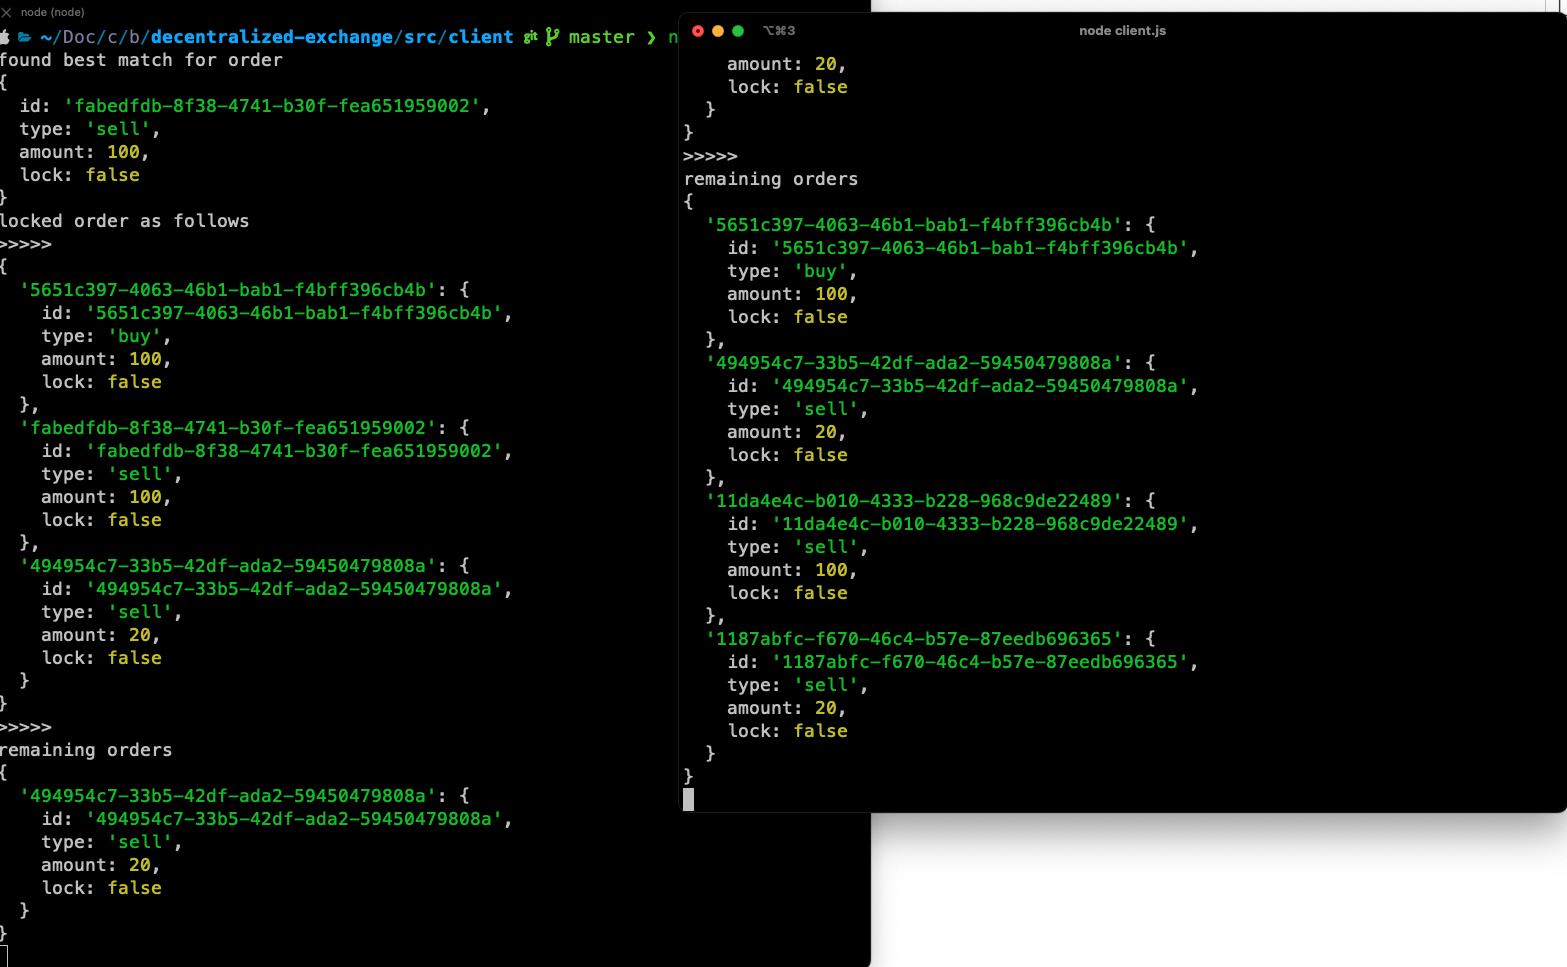 node (node)
~/Doc/c/b/decentralized-exchange/src/client git master ❯ n
found best match for order
{
  id: 'fabedfdb-8f38-4741-b30f-fea651959002',
  type: 'sell',
  amount: 100,
  lock: false
}
locked order as follows
>>>>>
{
  '5651c397-4063-46b1-bab1-f4bff396cb4b': {
    id: '5651c397-4063-46b1-bab1-f4bff396cb4b',
    type: 'buy',
    amount: 100,
    lock: false
  },
  'fabedfdb-8f38-4741-b30f-fea651959002': {
    id: 'fabedfdb-8f38-4741-b30f-fea651959002',
    type: 'sell',
    amount: 100,
    lock: false
  },
  '494954c7-33b5-42df-ada2-59450479808a': {
    id: '494954c7-33b5-42df-ada2-59450479808a',
    type: 'sell',
    amount: 20,
    lock: false
  }
}
>>>>>
remaining orders
{
  '494954c7-33b5-42df-ada2-59450479808a': {
    id: '494954c7-33b5-42df-ada2-59450479808a',
    type: 'sell',
    amount: 20,
    lock: false
  }
}
⌥⌘3
node client.js
    amount: 20,
    lock: false
  }
}
>>>>>
remaining orders
{
  '5651c397-4063-46b1-bab1-f4bff396cb4b': {
    id: '5651c397-4063-46b1-bab1-f4bff396cb4b',
    type: 'buy',
    amount: 100,
    lock: false
  },
  '494954c7-33b5-42df-ada2-59450479808a': {
    id: '494954c7-33b5-42df-ada2-59450479808a',
    type: 'sell',
    amount: 20,
    lock: false
  },
  '11da4e4c-b010-4333-b228-968c9de22489': {
    id: '11da4e4c-b010-4333-b228-968c9de22489',
    type: 'sell',
    amount: 100,
    lock: false
  },
  '1187abfc-f670-46c4-b57e-87eedb696365': {
    id: '1187abfc-f670-46c4-b57e-87eedb696365',
    type: 'sell',
    amount: 20,
    lock: false
  }
}